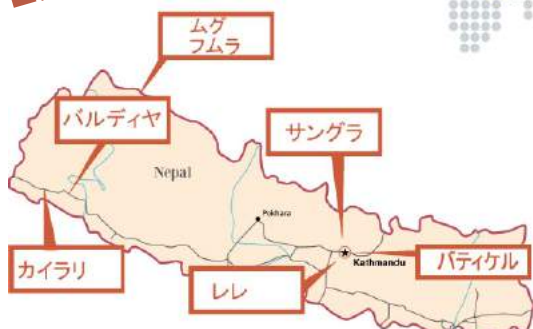 ムグ
フムラ
バルディヤ
サングラ
Nepal
Pokhara
カイラリ
レレ
Kathmandu
バティケル